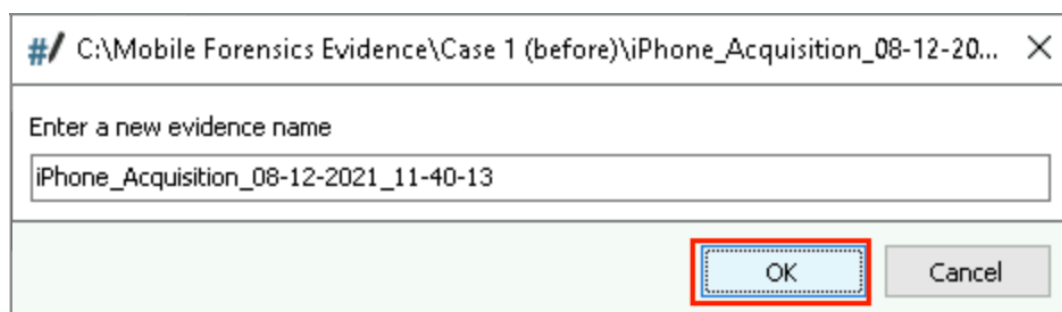 #/ C:\Mobile Forensics Evidence\Case 1 (before)\iPhone_Acquisition_08-12-20...
Enter a new evidence name
iPhone_Acquisition_08-12-2021_11-40-13
OK Cancel